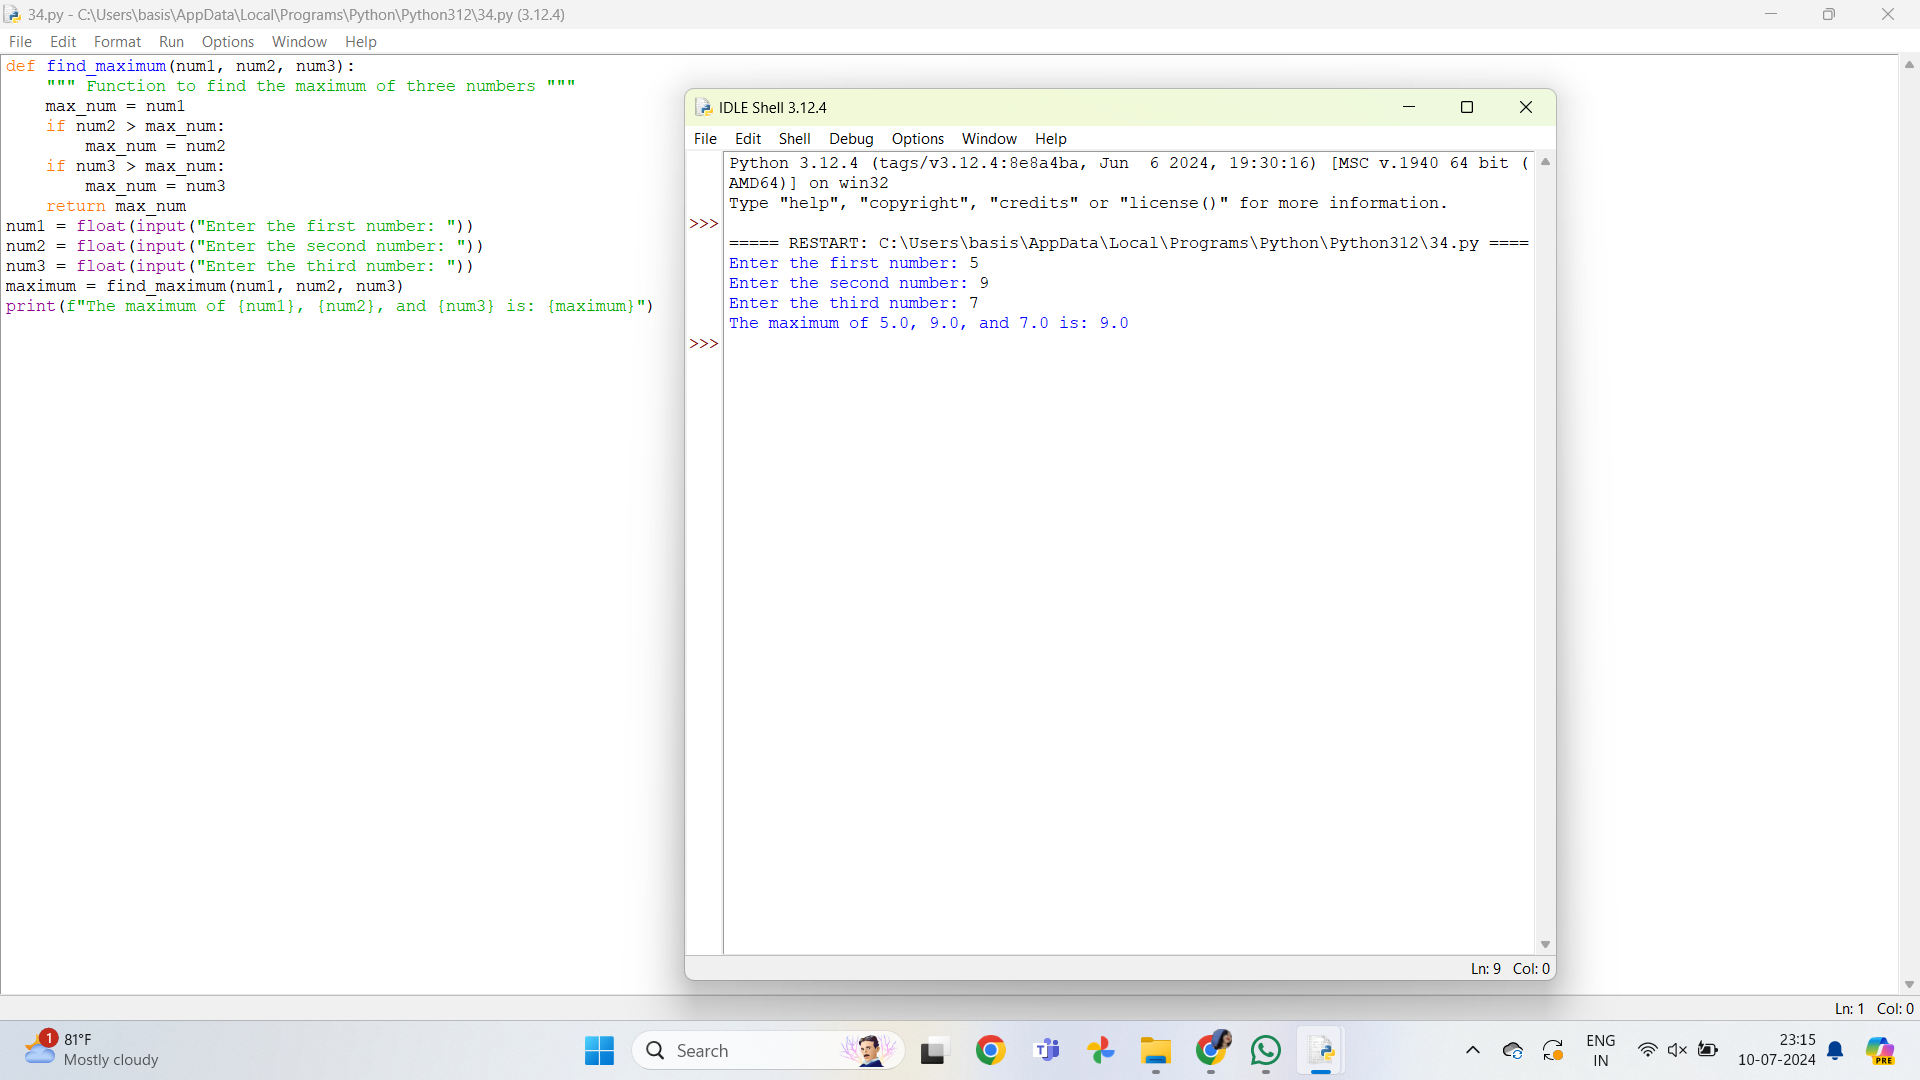 34.py - C:\Users\basis\AppData\Local\Programs\Python\Python312\34.py (3.12.4)
File Edit Format Run Options Window Help
def find_maximum(num1, num2, num3):
    """ Function to find the maximum of three numbers """
    max_num = num1
    if num2 > max_num:
        max_num = num2
    if num3 > max_num:
        max_num = num3
    return max_num
num1 = float(input("Enter the first number: "))
num2 = float(input("Enter the second number: "))
num3 = float(input("Enter the third number: "))
maximum = find_maximum(num1, num2, num3)
print(f"The maximum of {num1}, {num2}, and {num3} is: {maximum}")
IDLE Shell 3.12.4
File Edit Shell Debug Options Window Help
Python 3.12.4 (tags/v3.12.4:8e8a4ba, Jun  6 2024, 19:30:16) [MSC v.1940 64 bit (
AMD64)] on win32
Type "help", "copyright", "credits" or "license()" for more information.
>>>
===== RESTART: C:\Users\basis\AppData\Local\Programs\Python\Python312\34.py ====
Enter the first number: 5
Enter the second number: 9
Enter the third number: 7
The maximum of 5.0, 9.0, and 7.0 is: 9.0
>>>
Ln: 9 Col: 0
Ln: 1 Col: 0
1
81°F
Mostly cloudy
Search
ENG
IN
23:15
10-07-2024
PRE